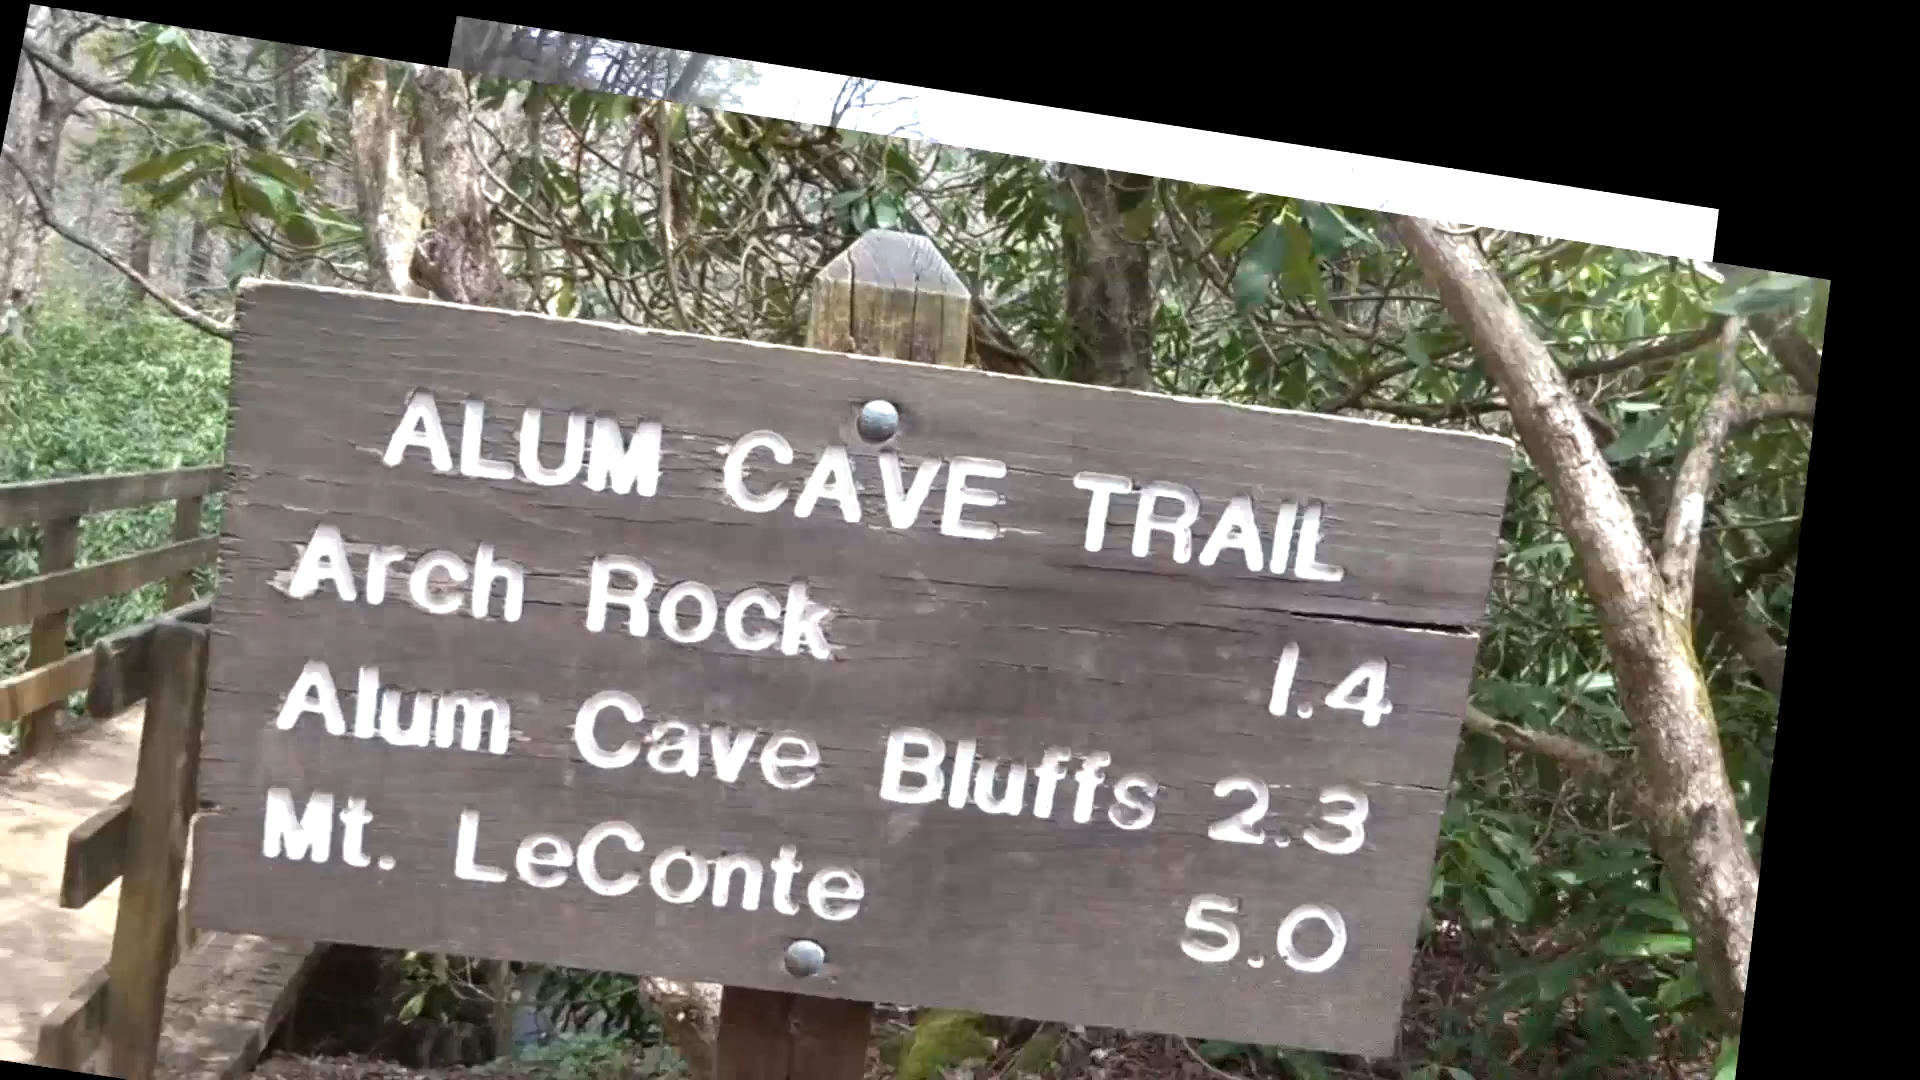 ALUM CAVE TRAIL
Arch Rock 1.4
Alum Cave Bluffs 2.3
Mt. LeConte 5.0